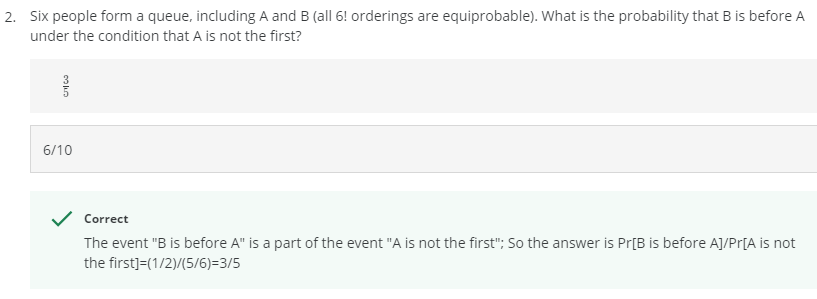 2. Six people form a queue, including A and B (all 6! orderings are equiprobable). What is the probability that B is before A
under the condition that A is not the first?
3/5
6/10
Correct
The event "B is before A" is a part of the event "A is not the first"; So the answer is Pr[B is before A]/Pr[A is not
the first]=(1/2)/(5/6)=3/5